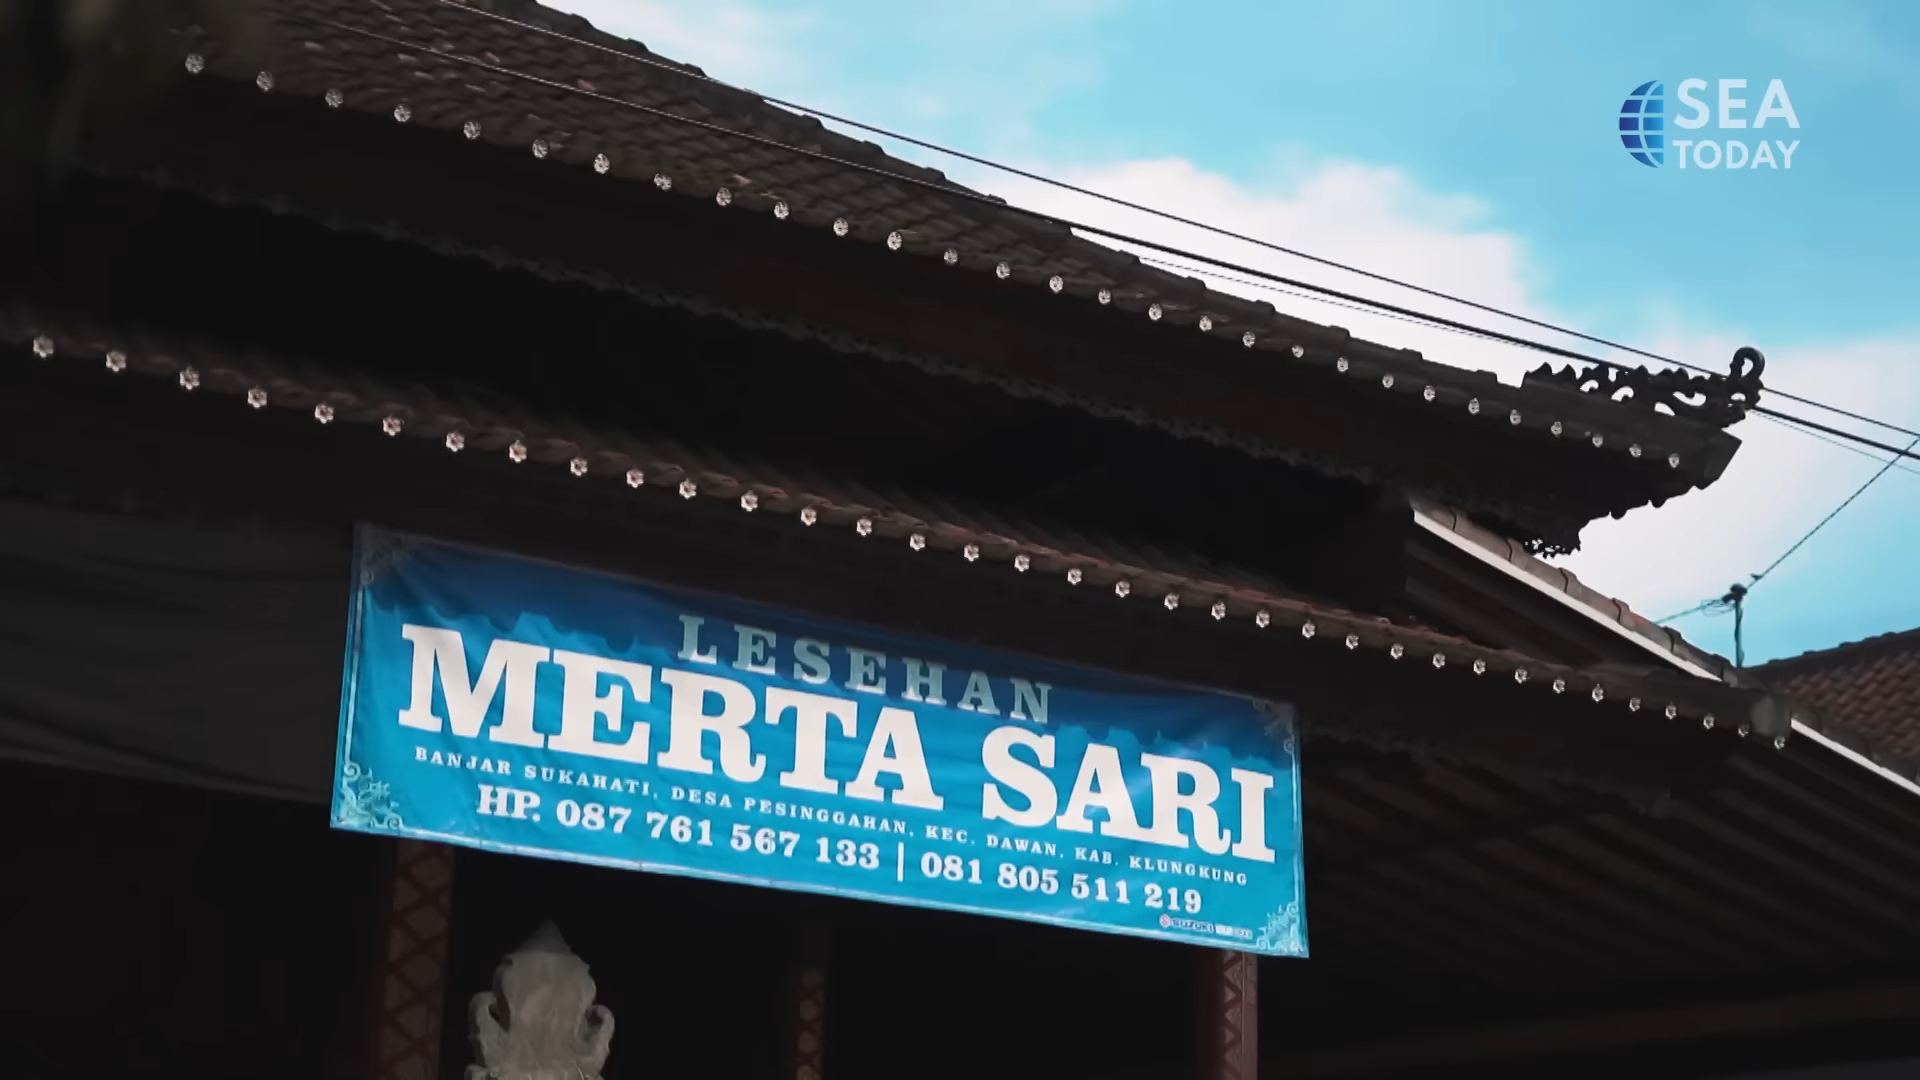 SEA
TODAY
LESEHAN
MERTA SARI
BANJAR SUKAHATI, DESA PESINGGAHAN, KEC. DAWAN, KAB. KLUNGKUNG
HP. 087 761 567 133 | 081 805 511 219
SUZUKI